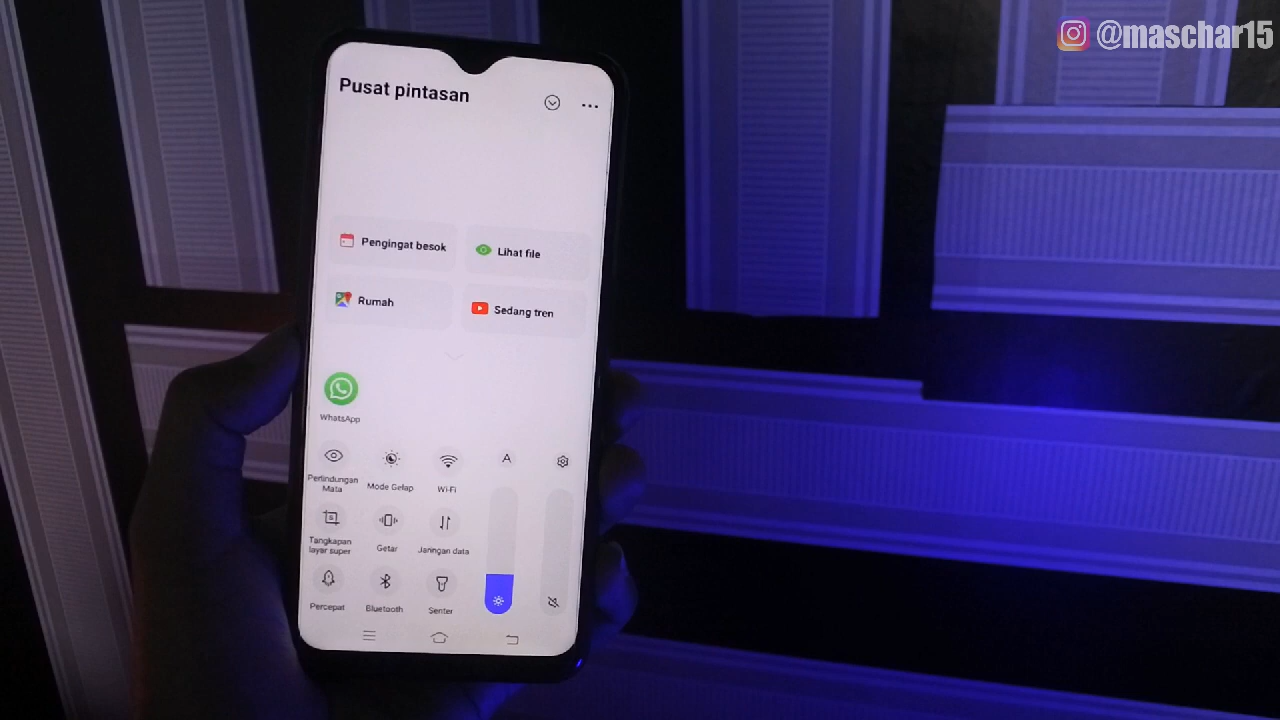 @maschar15
Pusat pintasan
Pengingat besok
Lihat file
Rumah
Sedang tren
WhatsApp
Perlindungan
Mata
Mode Gelap
Wi-Fi
A
Tangkapan
layar super
Getar
Jaringan data
Percepat
Bluetooth
Senter